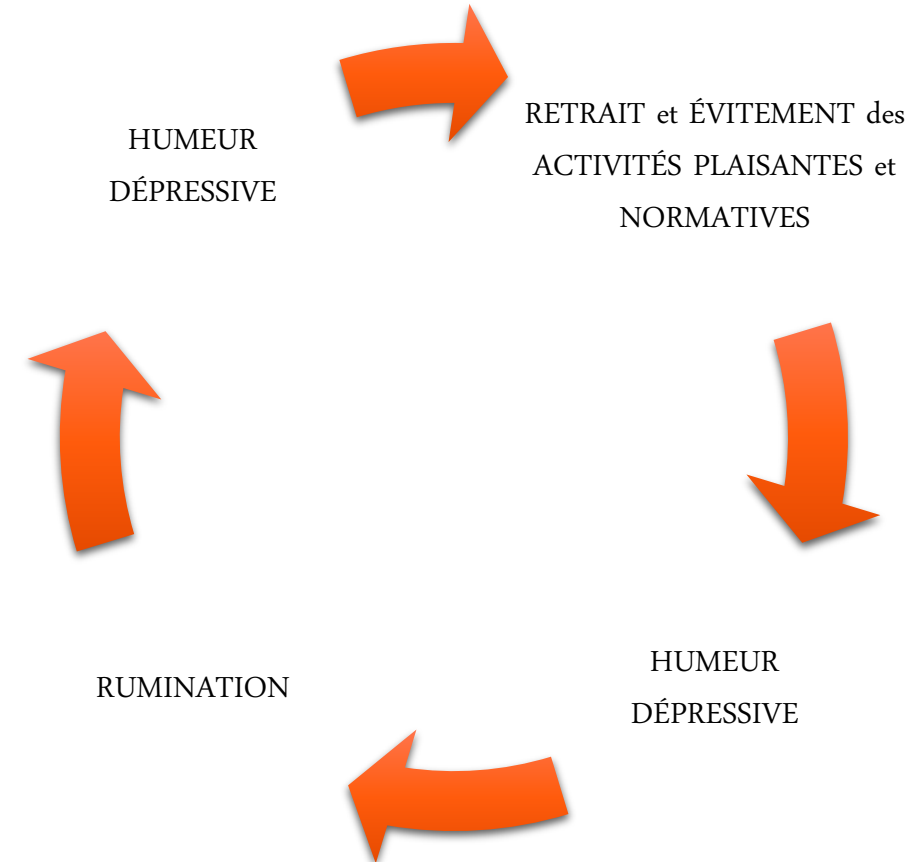 HUMEUR
DÉPRESSIVE
RETRAIT et ÉVITEMENT des
ACTIVITÉS PLAISANTES et
NORMATIVES
HUMEUR
DÉPRESSIVE
RUMINATION